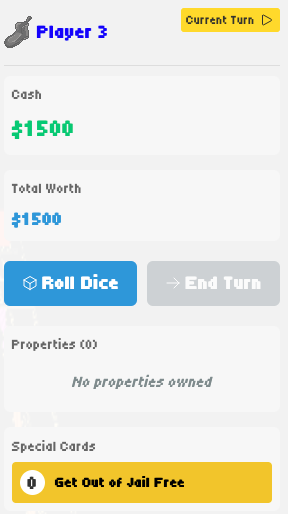 Player 3
Current Turn
Cash
$1500
Total Worth
$1500
Roll Dice
End Turn
Properties (0)
No properties owned
Special Cards
0 Get Out of Jail Free